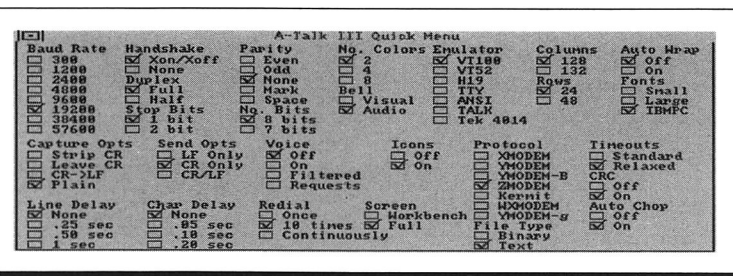 A-Talk III Quick Menu
Baud Rate Handshake Parity No. Colors Emulator Columns Auto Wrap
300 Xon/Xoff Even 2 VT100 128 Off
1200 None Odd 4 VT52 132 On
2400 Duplex None 8 H19 Rows Fonts
4800 Full Mark Bell TTY 24 Small
9600 Half Space Visual ANSI 48 Large
19200 Stop Bits No. Bits Audio TALK IBMPC
38400 1 bit 8 bits Tek 4014
57600 2 bit 7 bits
Capture Opts Send Opts Voice Icons Protocol Timeouts
Strip CR LF Only Off Off XMODEM Standard
Leave CR CR Only On On YMODEM Relaxed
CR->LF CR/LF Filtered YMODEM-B CRC
Plain Requests ZMODEM Off
Kermit On
Line Delay Char Delay Redial Screen WXMODEM Auto Chop
None None Once Workbench YMODEM-g Off
.25 sec .05 sec 10 times Full File Type On
.50 sec .10 sec Continuously Binary
1 sec .20 sec Text